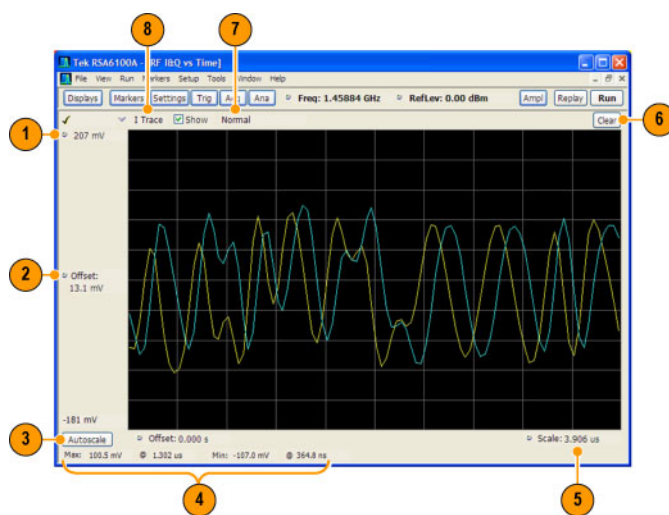 8 7
Tek RSA6100A - [RF I&Q vs Time]
File View Run Markers Setup Tools Window Help
Displays Markers Settings Trig Acq Ana Freq: 1.45884 GHz RefLev: 0.00 dBm Ampl Replay Run
I Trace Show Normal Clear
1 207 mV 6
2 Offset:
13.1 mV
-181 mV
3 Autoscale Offset: 0.000 s Scale: 3.906 us
Max: 100.5 mV @ 1.302 us Min: -107.0 mV @ 364.8 ns
4 5